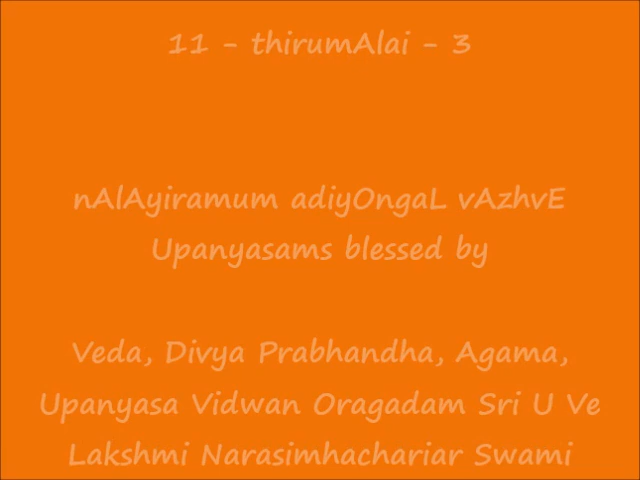 11 - thirumAlai - 3
nAlAyiramum adiyOngaL vAzhvE
Upanyasams blessed by
Veda, Divya Prabhandha, Agama,
Upanyasa Vidwan Oragadam Sri U Ve
Lakshmi Narasimhachariar Swami